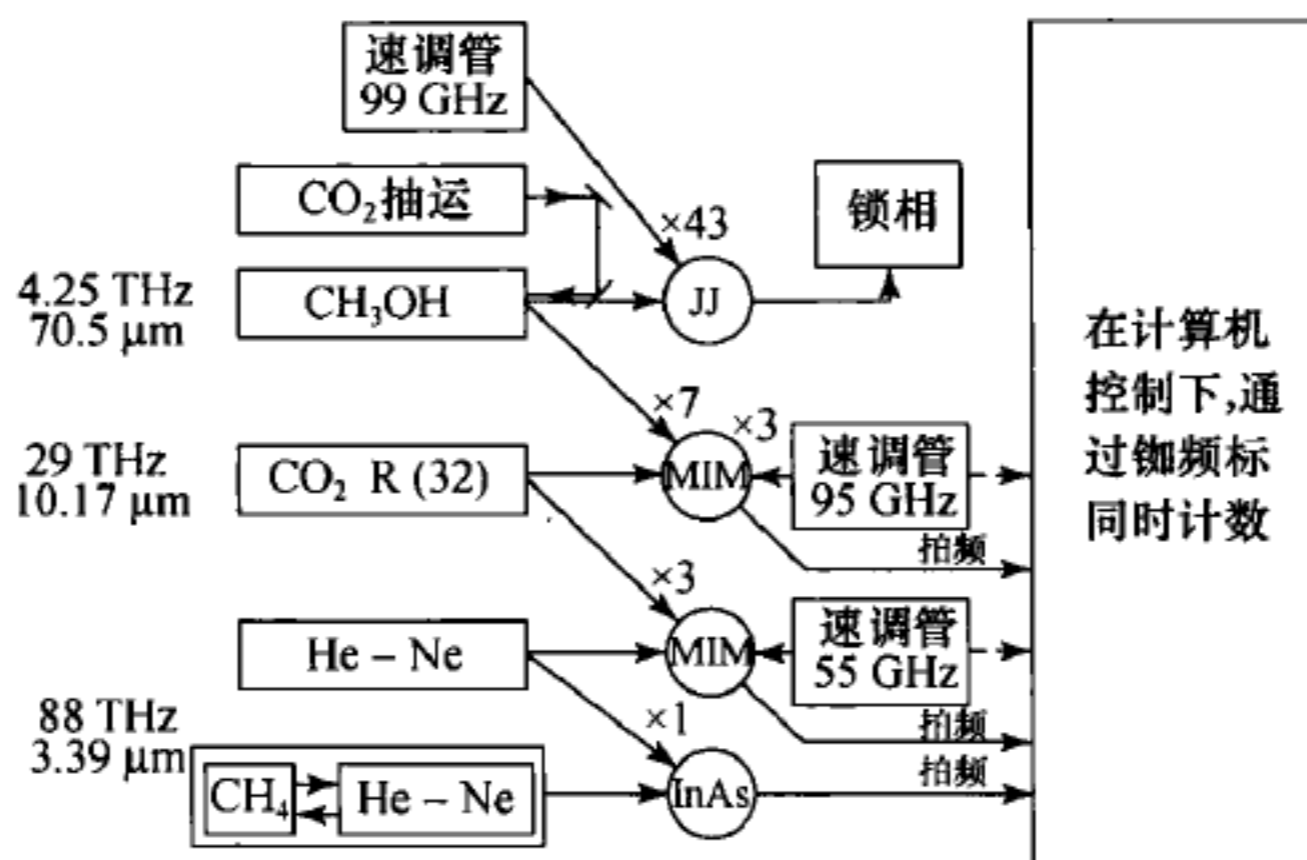 速调管
99 GHz
CO₂抽运
×43
锁相
4.25 THz
70.5 μm
CH₃OH
JJ
×7
×3
29 THz
10.17 μm
CO₂ R (32)
MIM
速调管
95 GHz
拍频
×3
He – Ne
MIM
速调管
55 GHz
拍频
×1
88 THz
3.39 μm
CH₄
He – Ne
InAs
拍频
在计算机
控制下,通
过铷频标
同时计数